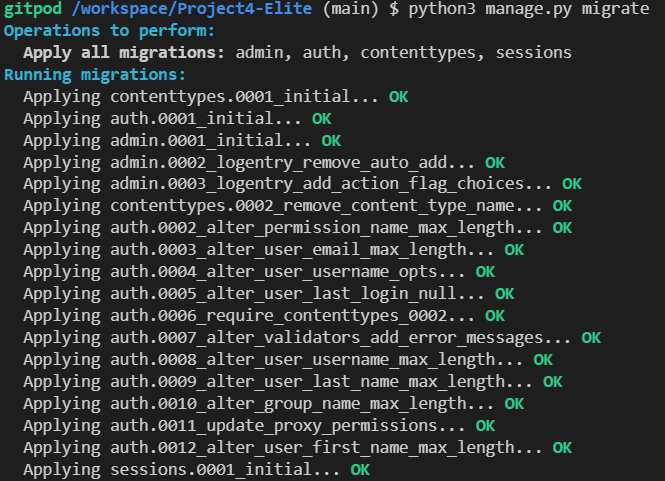 gitpod /workspace/Project4-Elite (main) $ python3 manage.py migrate
Operations to perform:
  Apply all migrations: admin, auth, contenttypes, sessions
Running migrations:
  Applying contenttypes.0001_initial... OK
  Applying auth.0001_initial... OK
  Applying admin.0001_initial... OK
  Applying admin.0002_logentry_remove_auto_add... OK
  Applying admin.0003_logentry_add_action_flag_choices... OK
  Applying contenttypes.0002_remove_content_type_name... OK
  Applying auth.0002_alter_permission_name_max_length... OK
  Applying auth.0003_alter_user_email_max_length... OK
  Applying auth.0004_alter_user_username_opts... OK
  Applying auth.0005_alter_user_last_login_null... OK
  Applying auth.0006_require_contenttypes_0002... OK
  Applying auth.0007_alter_validators_add_error_messages... OK
  Applying auth.0008_alter_user_username_max_length... OK
  Applying auth.0009_alter_user_last_name_max_length... OK
  Applying auth.0010_alter_group_name_max_length... OK
  Applying auth.0011_update_proxy_permissions... OK
  Applying auth.0012_alter_user_first_name_max_length... OK
  Applying sessions.0001_initial... OK